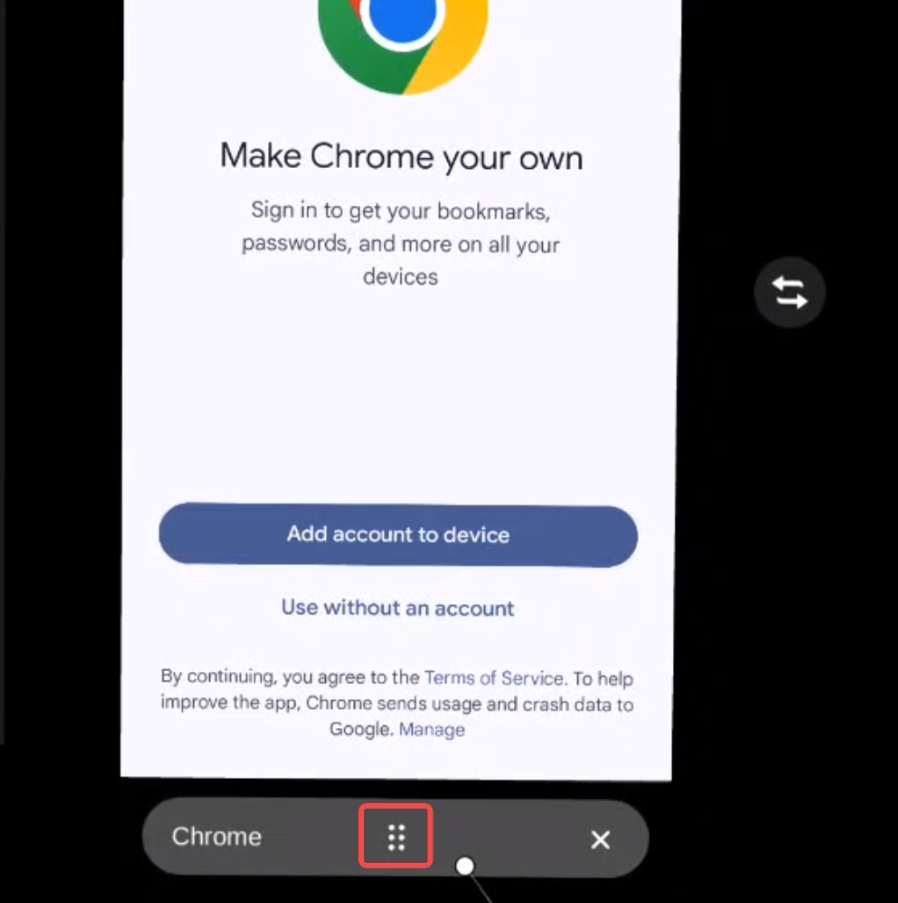 Make Chrome your own
Sign in to get your bookmarks,
passwords, and more on all your
devices
Add account to device
Use without an account
By continuing, you agree to the Terms of Service. To help
improve the app, Chrome sends usage and crash data to
Google. Manage
Chrome